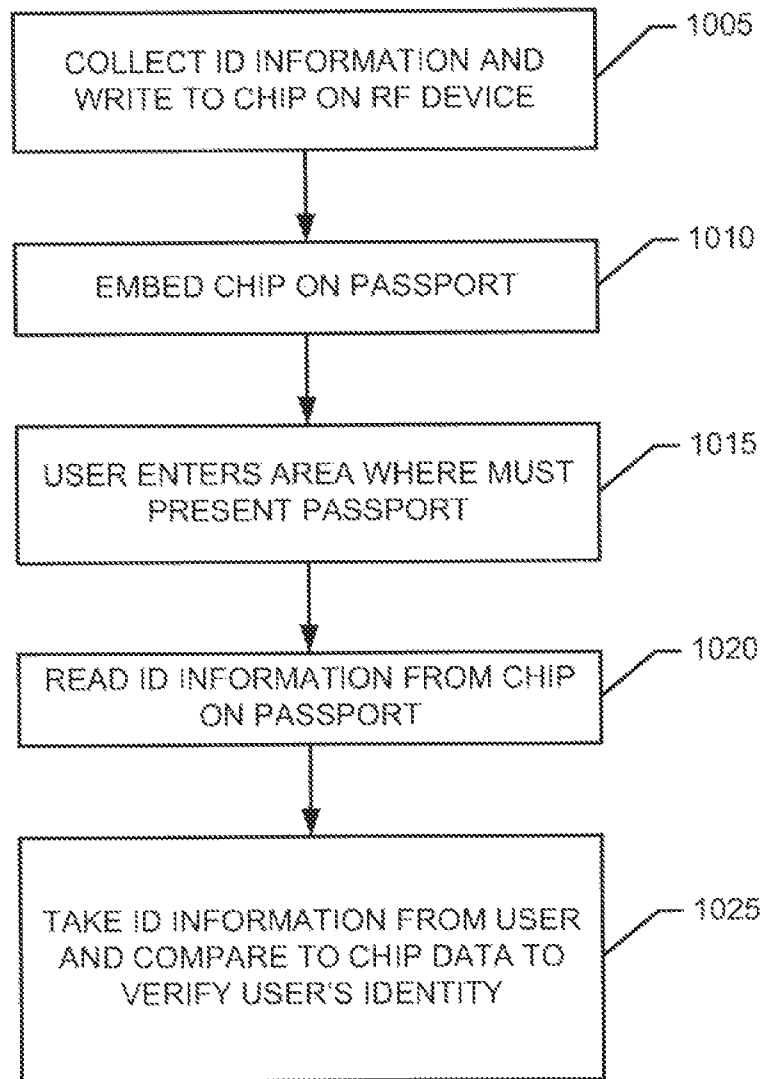 COLLECT ID INFORMATION AND
WRITE TO CHIP ON RF DEVICE
1005
EMBED CHIP ON PASSPORT
1010
USER ENTERS AREA WHERE MUST
PRESENT PASSPORT
1015
READ ID INFORMATION FROM CHIP
ON PASSPORT
1020
TAKE ID INFORMATION FROM USER
AND COMPARE TO CHIP DATA TO
VERIFY USER'S IDENTITY
1025